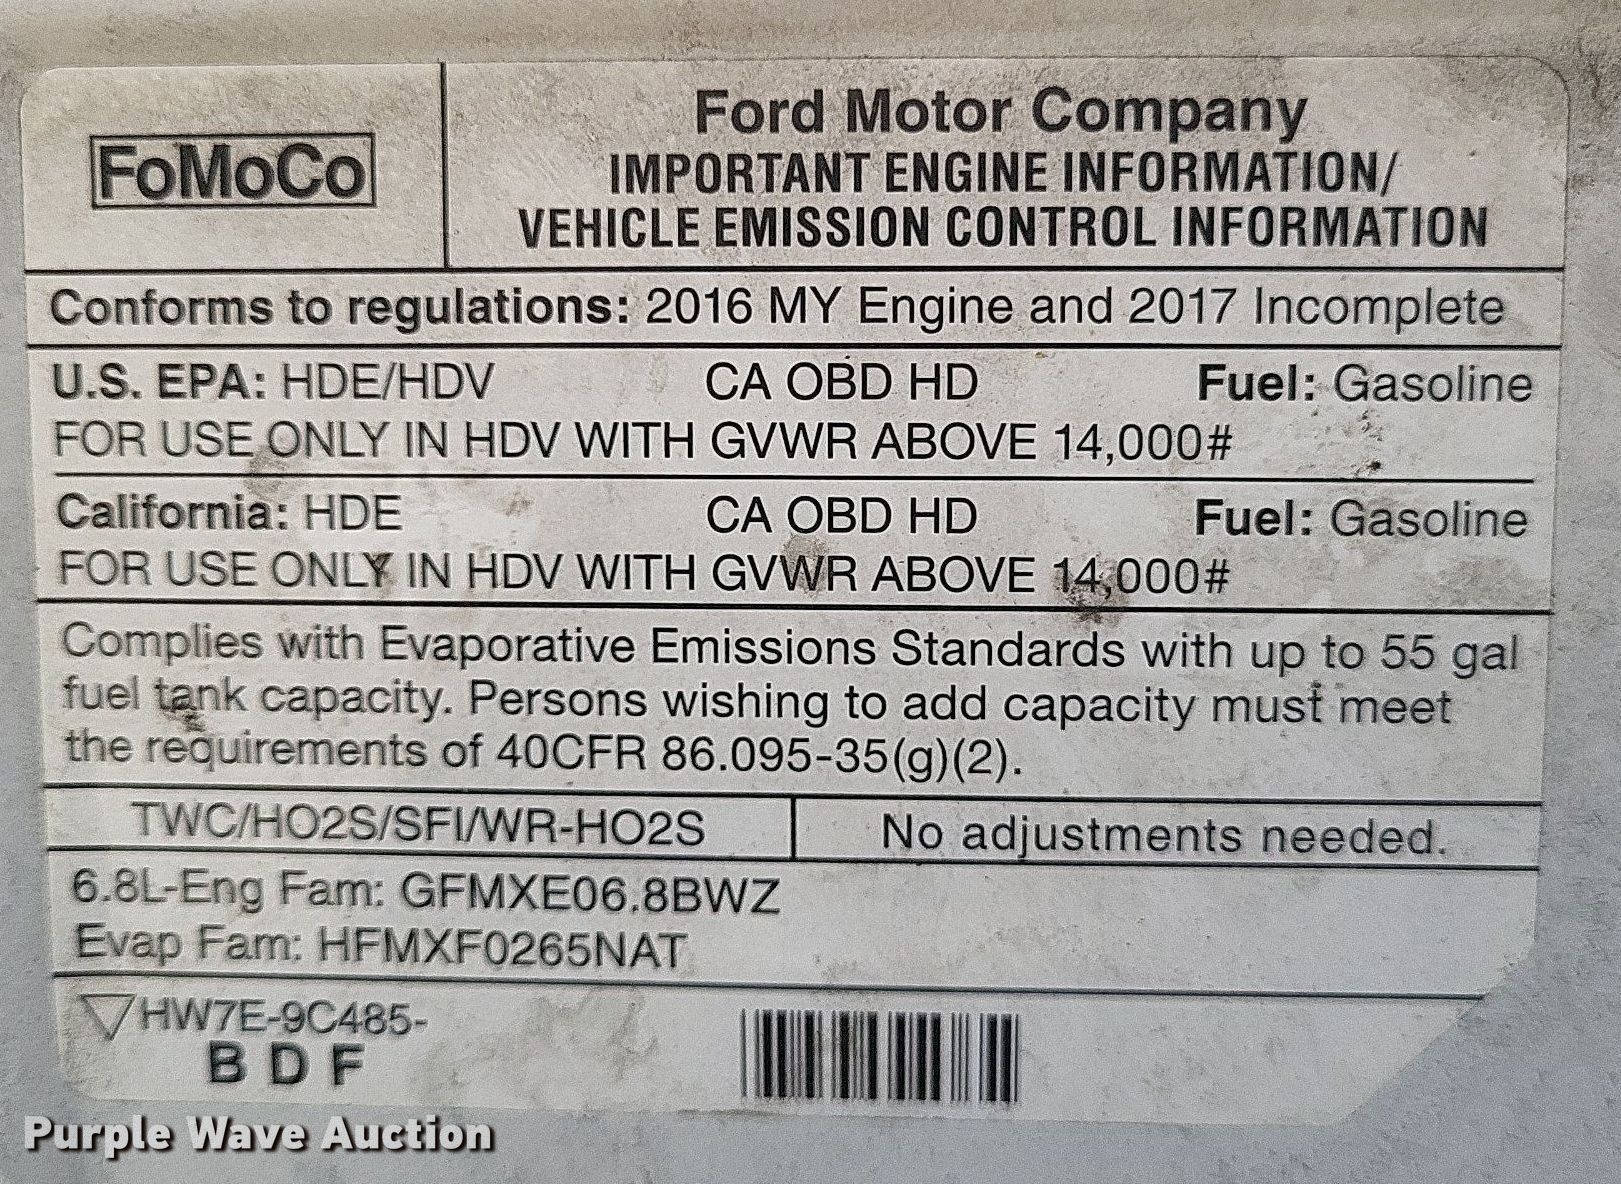 FoMoCo
Ford Motor Company
IMPORTANT ENGINE INFORMATION/
VEHICLE EMISSION CONTROL INFORMATION
Conforms to regulations: 2016 MY Engine and 2017 Incomplete
U.S. EPA: HDE/HDV CA OBD HD Fuel: Gasoline
FOR USE ONLY IN HDV WITH GVWR ABOVE 14,000#
California: HDE CA OBD HD Fuel: Gasoline
FOR USE ONLY IN HDV WITH GVWR ABOVE 14,000#
Complies with Evaporative Emissions Standards with up to 55 gal
fuel tank capacity. Persons wishing to add capacity must meet
the requirements of 40CFR 86.095-35(g)(2).
TWC/HO2S/SFI/WR-HO2S No adjustments needed.
6.8L-Eng Fam: GFMXE06.8BWZ
Evap Fam: HFMXF0265NAT
▽HW7E-9C485-
B D F
Purple Wave Auction